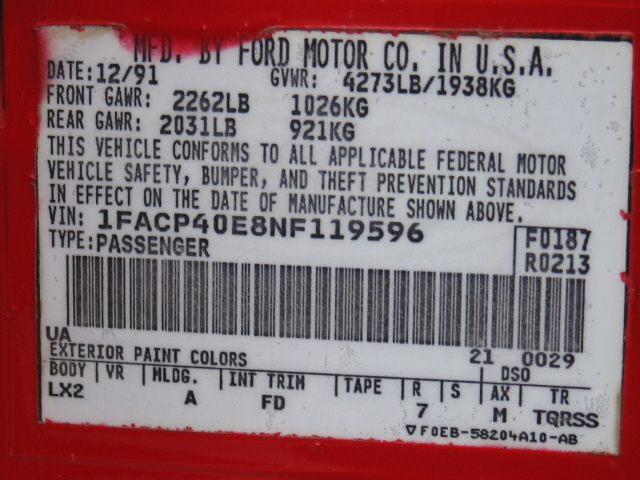 MFD. BY FORD MOTOR CO. IN U.S.A.
DATE: 12/91 GVWR: 4273LB/1938KG
FRONT GAWR: 2262LB 1026KG
REAR GAWR: 2031LB 921KG
THIS VEHICLE CONFORMS TO ALL APPLICABLE FEDERAL MOTOR
VEHICLE SAFETY, BUMPER, AND THEFT PREVENTION STANDARDS
IN EFFECT ON THE DATE OF MANUFACTURE SHOWN ABOVE.
VIN: 1FACP40E8NF119596
TYPE: PASSENGER
F0187
R0213
UA
EXTERIOR PAINT COLORS 21 0029
DSO
BODY VR MLDG. INT TRIM TAPE R S AX TR
LX2 A FD 7 M TQRSS
▽F0EB-58204A10-AB